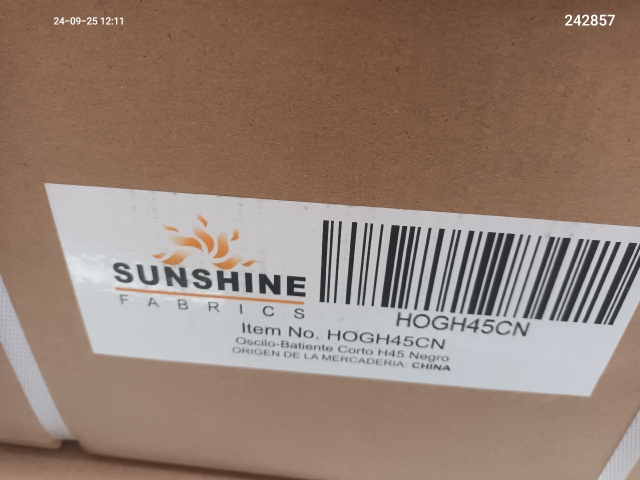 24-09-25 12:11
242857
SUNSHINE
FABRICS
HOGH45CN
Item No. HOGH45CN
Oscilo-Batiente Corto H45 Negro
ORIGEN DE LA MERCADERIA: CHINA